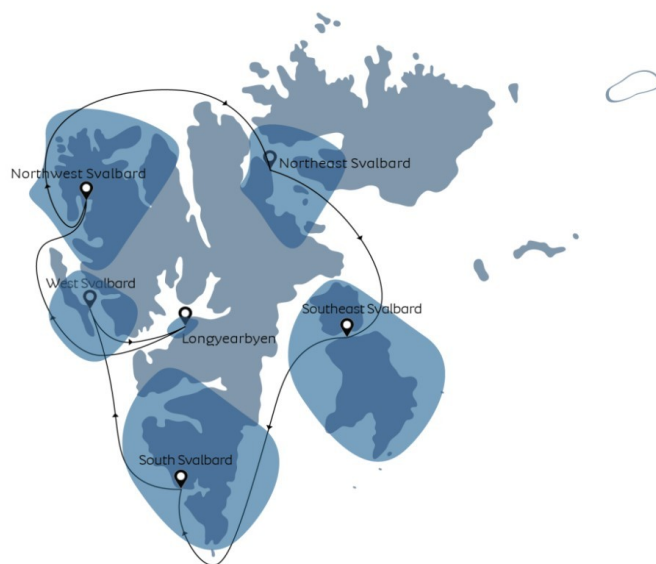 Northeast Svalbard
Northwest Svalbard
West Svalbard
Southeast Svalbard
Longyearbyen
South Svalbard